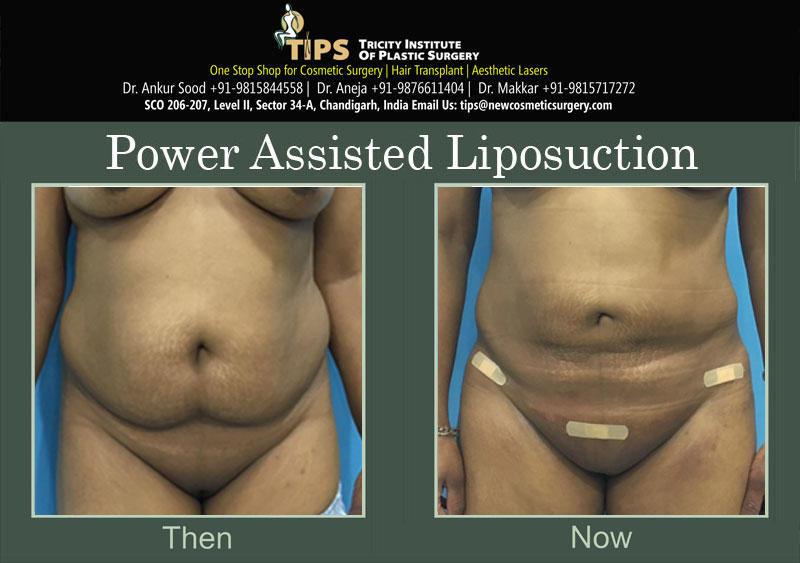 TIPS TRICITY INSTITUTE
OF PLASTIC SURGERY
One Stop Shop for Cosmetic Surgery | Hair Transplant | Aesthetic Lasers
Dr. Ankur Sood +91-9815844558 | Dr. Aneja +91-9876611404 | Dr. Makkar +91-9815717272
SCO 206-207, Level II, Sector 34-A, Chandigarh, India Email Us: tips@newcosmeticsurgery.com
Power Assisted Liposuction
Then
Now